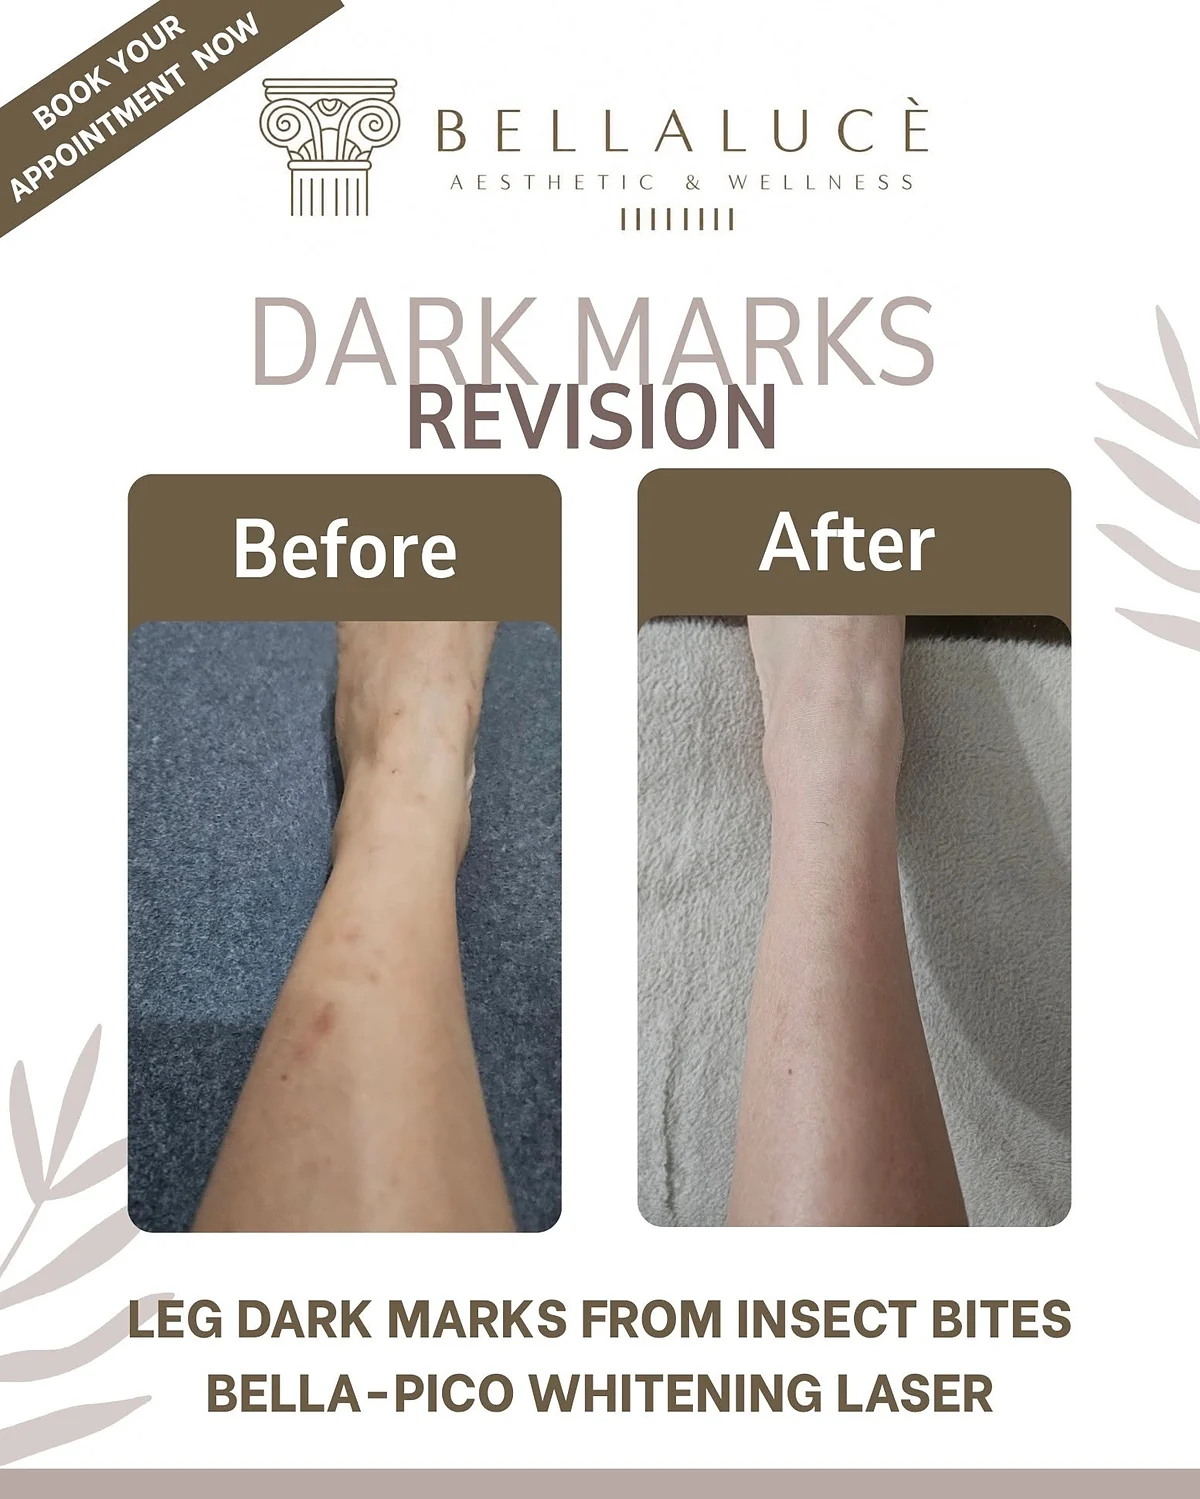 BOOK YOUR
APPOINTMENT NOW
BELLALUCÈ
AESTHETIC & WELLNESS
DARK MARKS
REVISION
Before
After
LEG DARK MARKS FROM INSECT BITES
BELLA-PICO WHITENING LASER